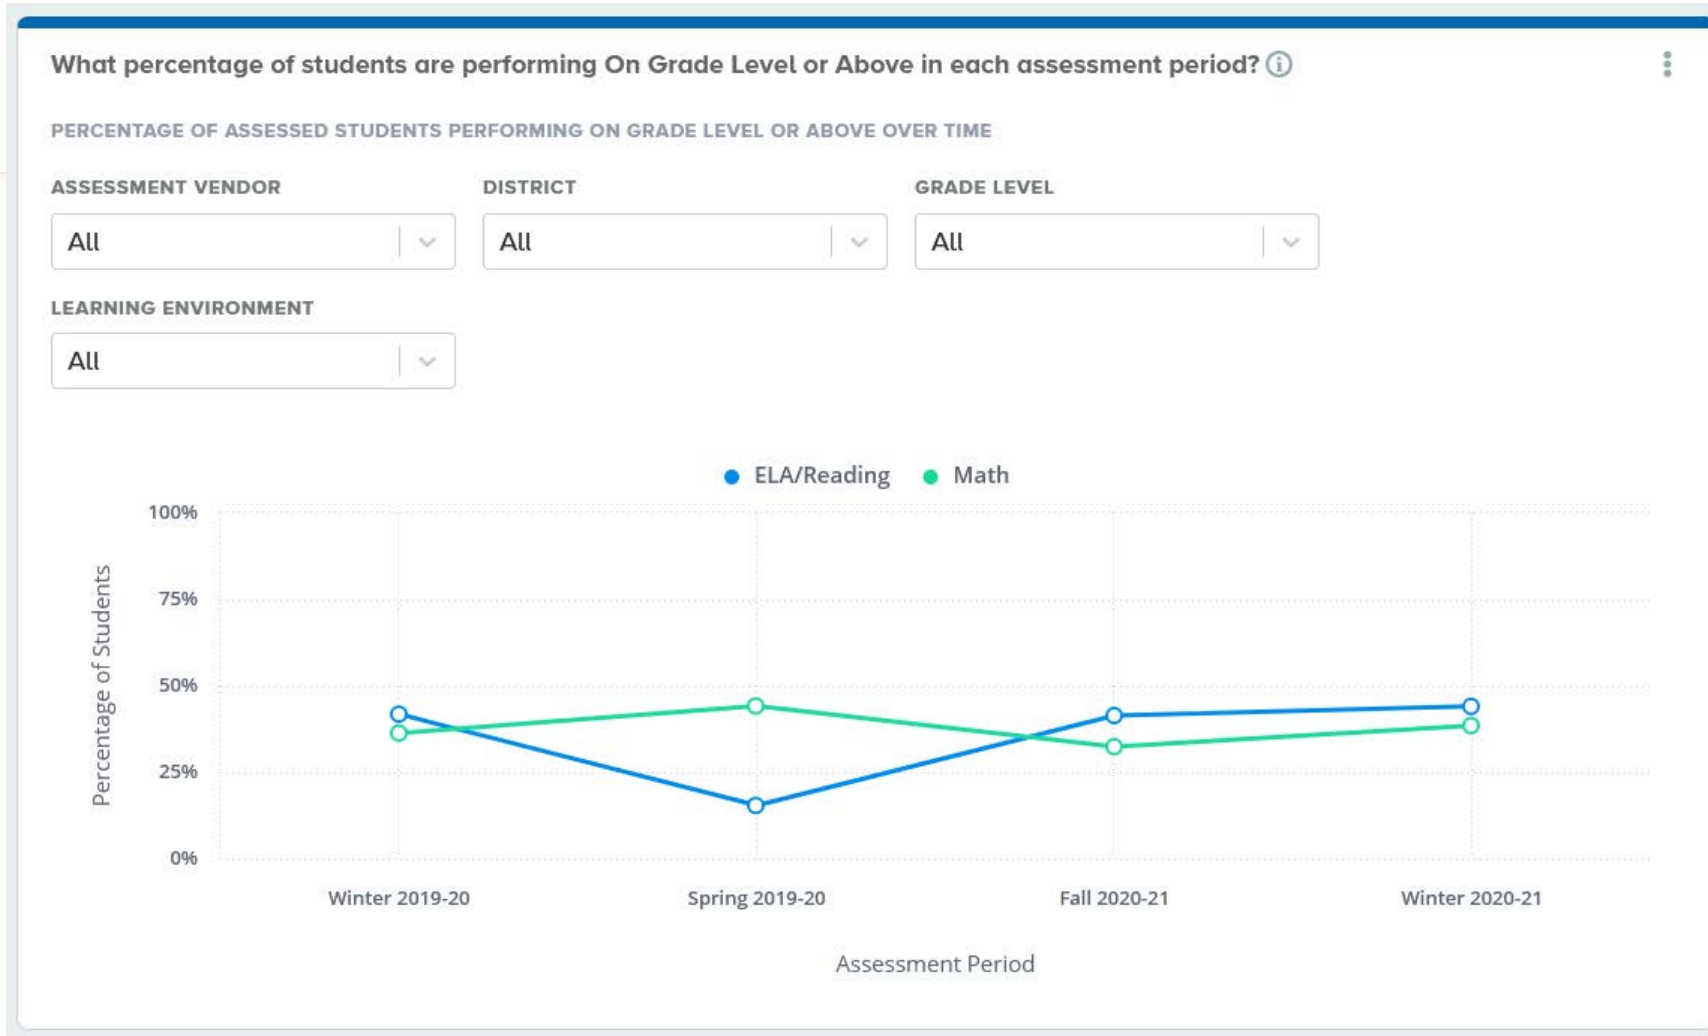 What percentage of students are performing On Grade Level or Above in each assessment period?
PERCENTAGE OF ASSESSED STUDENTS PERFORMING ON GRADE LEVEL OR ABOVE OVER TIME
ASSESSMENT VENDOR DISTRICT GRADE LEVEL
All All All
LEARNING ENVIRONMENT
All
ELA/Reading Math
100%
75%
50%
25%
0%
Percentage of Students
Winter 2019-20 Spring 2019-20 Fall 2020-21 Winter 2020-21
Assessment Period